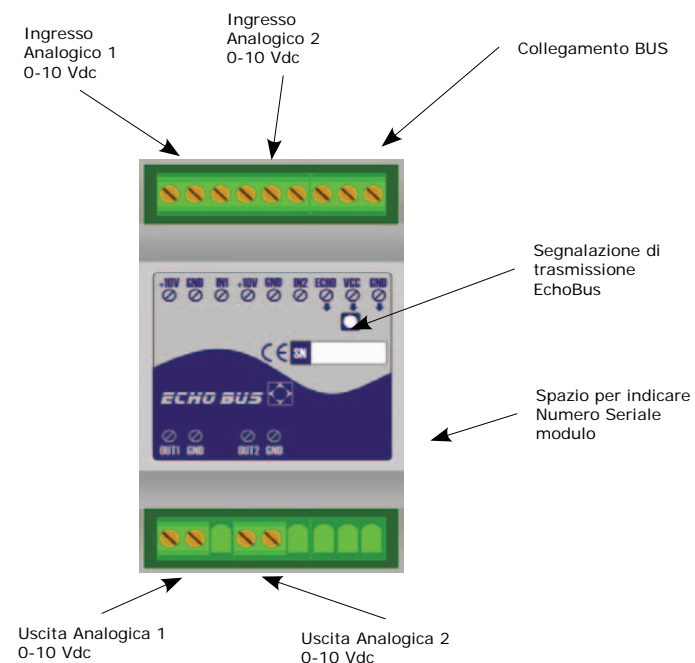 Ingresso
Analogico 1
0-10 Vdc
Ingresso
Analogico 2
0-10 Vdc
Collegamento BUS
+10V GND IN1 +10V GND IN2 ECHO VCC GND
Segnalazione di
trasmissione
EchoBus
CE SN
ECHO BUS
Spazio per indicare
Numero Seriale
modulo
OUT1 GND OUT2 GND
Uscita Analogica 1
0-10 Vdc
Uscita Analogica 2
0-10 Vdc